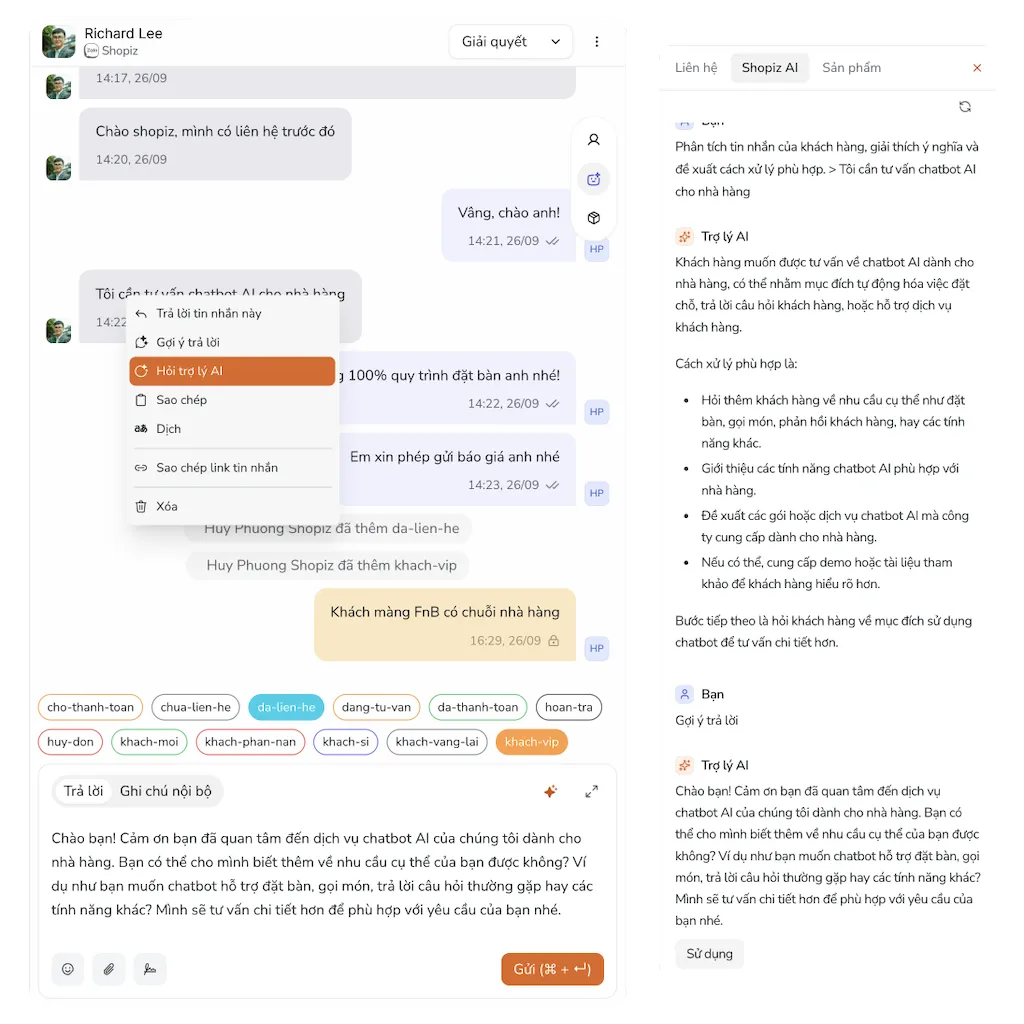 Richard Lee
Zalo Shopiz
Giải quyết
14:17, 26/09
Chào shopiz, mình có liên hệ trước đó
14:20, 26/09
Vâng, chào anh!
14:21, 26/09
HP
Tôi cần tư vấn chatbot AI cho nhà hàng
14:22
Trả lời tin nhắn này
Gợi ý trả lời
Hỏi trợ lý AI
Sao chép
Dịch
Sao chép link tin nhắn
Xóa
g 100% quy trình đặt bàn anh nhé!
14:22, 26/09
HP
Em xin phép gửi báo giá anh nhé
14:23, 26/09
HP
Huy Phuong Shopiz đã thêm da-lien-he
Huy Phuong Shopiz đã thêm khach-vip
Khách màng FnB có chuỗi nhà hàng
16:29, 26/09
HP
cho-thanh-toan chua-lien-he da-lien-he dang-tu-van da-thanh-toan hoan-tra
huy-don khach-moi khach-phan-nan khach-si khach-vang-lai khach-vip
Trả lời Ghi chú nội bộ
Chào bạn! Cảm ơn bạn đã quan tâm đến dịch vụ chatbot AI của chúng tôi dành cho
nhà hàng. Bạn có thể cho mình biết thêm về nhu cầu cụ thể của bạn được không? Ví
dụ như bạn muốn chatbot hỗ trợ đặt bàn, gọi món, trả lời câu hỏi thường gặp hay các
tính năng khác? Mình sẽ tư vấn chi tiết hơn để phù hợp với yêu cầu của bạn nhé.
Gửi (⌘ + ↵)
Liên hệ Shopiz AI Sản phẩm
Bạn
Phân tích tin nhắn của khách hàng, giải thích ý nghĩa và
đề xuất cách xử lý phù hợp. > Tôi cần tư vấn chatbot AI
cho nhà hàng
Trợ lý AI
Khách hàng muốn được tư vấn về chatbot AI dành cho
nhà hàng, có thể nhằm mục đích tự động hóa việc đặt
chỗ, trả lời câu hỏi khách hàng, hoặc hỗ trợ dịch vụ
khách hàng.
Cách xử lý phù hợp là:
• Hỏi thêm khách hàng về nhu cầu cụ thể như đặt
bàn, gọi món, phản hồi khách hàng, hay các tính
năng khác.
• Giới thiệu các tính năng chatbot AI phù hợp với
nhà hàng.
• Đề xuất các gói hoặc dịch vụ chatbot AI mà công
ty cung cấp dành cho nhà hàng.
• Nếu có thể, cung cấp demo hoặc tài liệu tham
khảo để khách hàng hiểu rõ hơn.
Bước tiếp theo là hỏi khách hàng về mục đích sử dụng
chatbot để tư vấn chi tiết hơn.
Bạn
Gợi ý trả lời
Trợ lý AI
Chào bạn! Cảm ơn bạn đã quan tâm đến dịch vụ
chatbot AI của chúng tôi dành cho nhà hàng. Bạn có
thể cho mình biết thêm về nhu cầu cụ thể của bạn được
không? Ví dụ như bạn muốn chatbot hỗ trợ đặt bàn, gọi
món, trả lời câu hỏi thường gặp hay các tính năng khác?
Mình sẽ tư vấn chi tiết hơn để phù hợp với yêu cầu của
bạn nhé.
Sử dụng